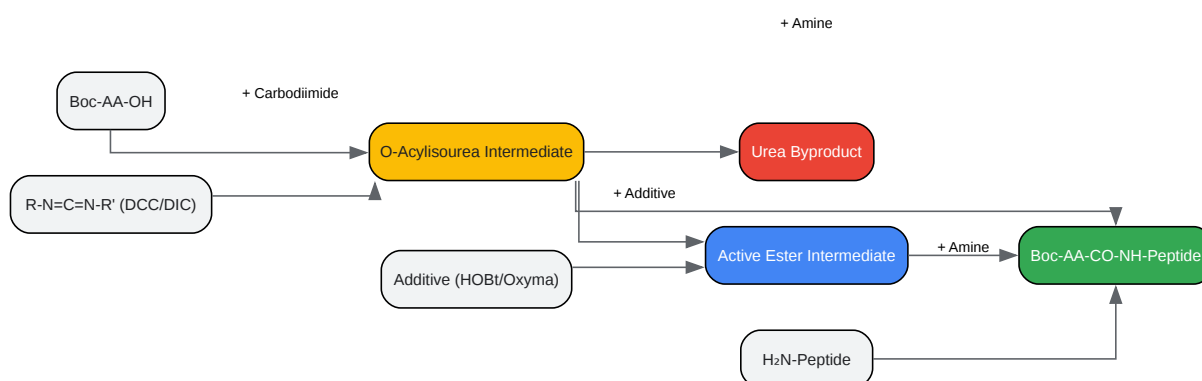 + Amine
+ Carbodiimide
Boc-AA-OH
O-Acylisourea Intermediate
Urea Byproduct
R-N=C=N-R' (DCC/DIC)
+ Additive
+ Amine
Active Ester Intermediate
Boc-AA-CO-NH-Peptide
Additive (HOBt/Oxyma)
H₂N-Peptide